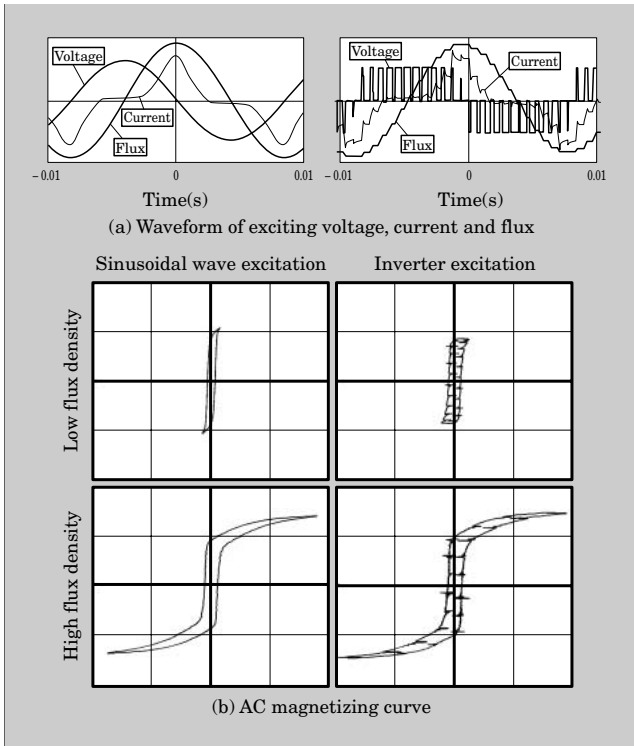 Voltage
Current
Flux
− 0.01 0 0.01
Time(s)
Voltage
Current
Flux
− 0.01 0 0.01
Time(s)
(a) Waveform of exciting voltage, current and flux
Sinusoidal wave excitation
Inverter excitation
Low flux density
High flux density
(b) AC magnetizing curve